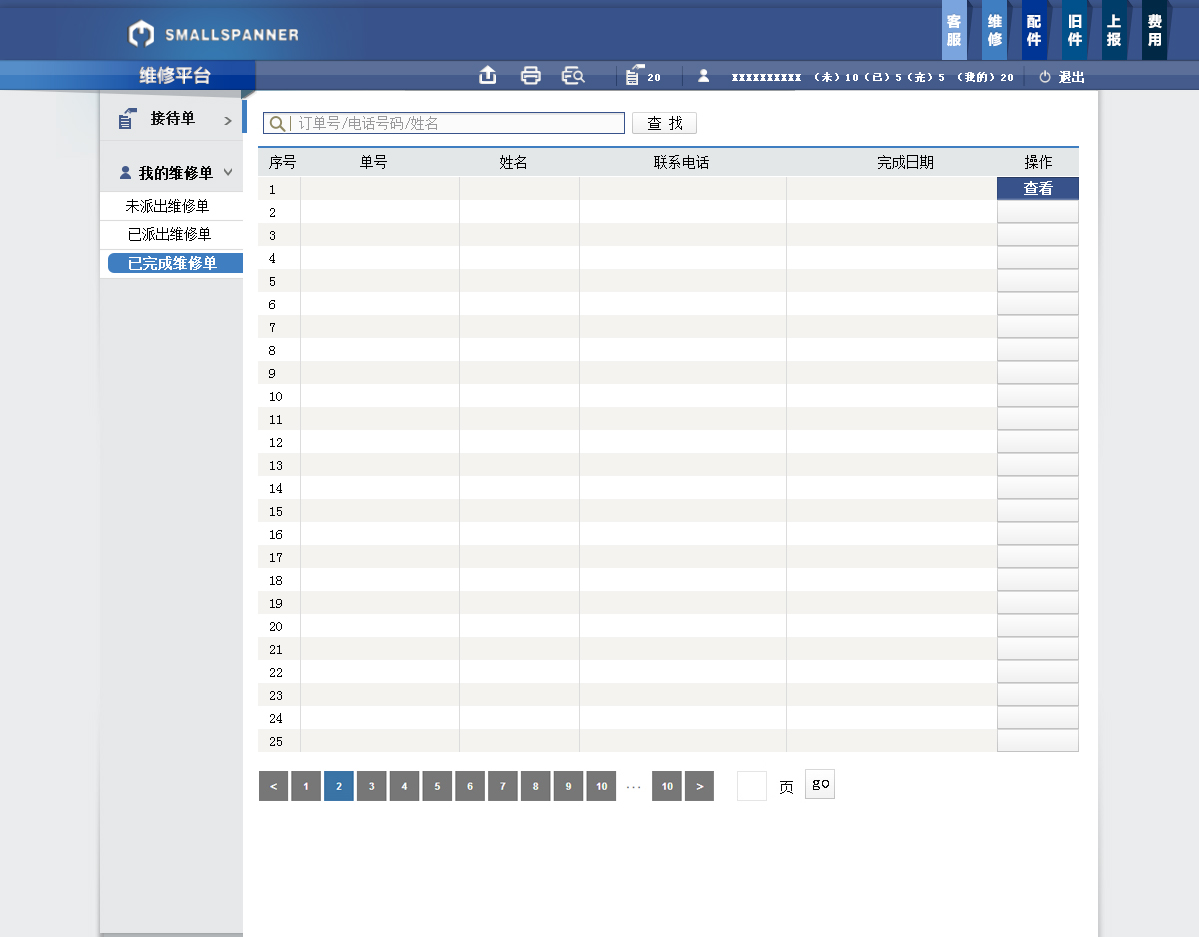 SMALLSPANNER
客服 维修 配件 旧件 上报 费用
维修平台
20 xxxxxxxxxx （未）10（已）5（完）5 （我的）20 退出
接待单 >
我的维修单
未派出维修单
已派出维修单
已完成维修单
订单号/电话号码/姓名 查 找
序号 单号 姓名 联系电话 完成日期 操作
1 查看
2
3
4
5
6
7
8
9
10
11
12
13
14
15
16
17
18
19
20
21
22
23
24
25
< 1 2 3 4 5 6 7 8 9 10 ··· 10 > 页 go